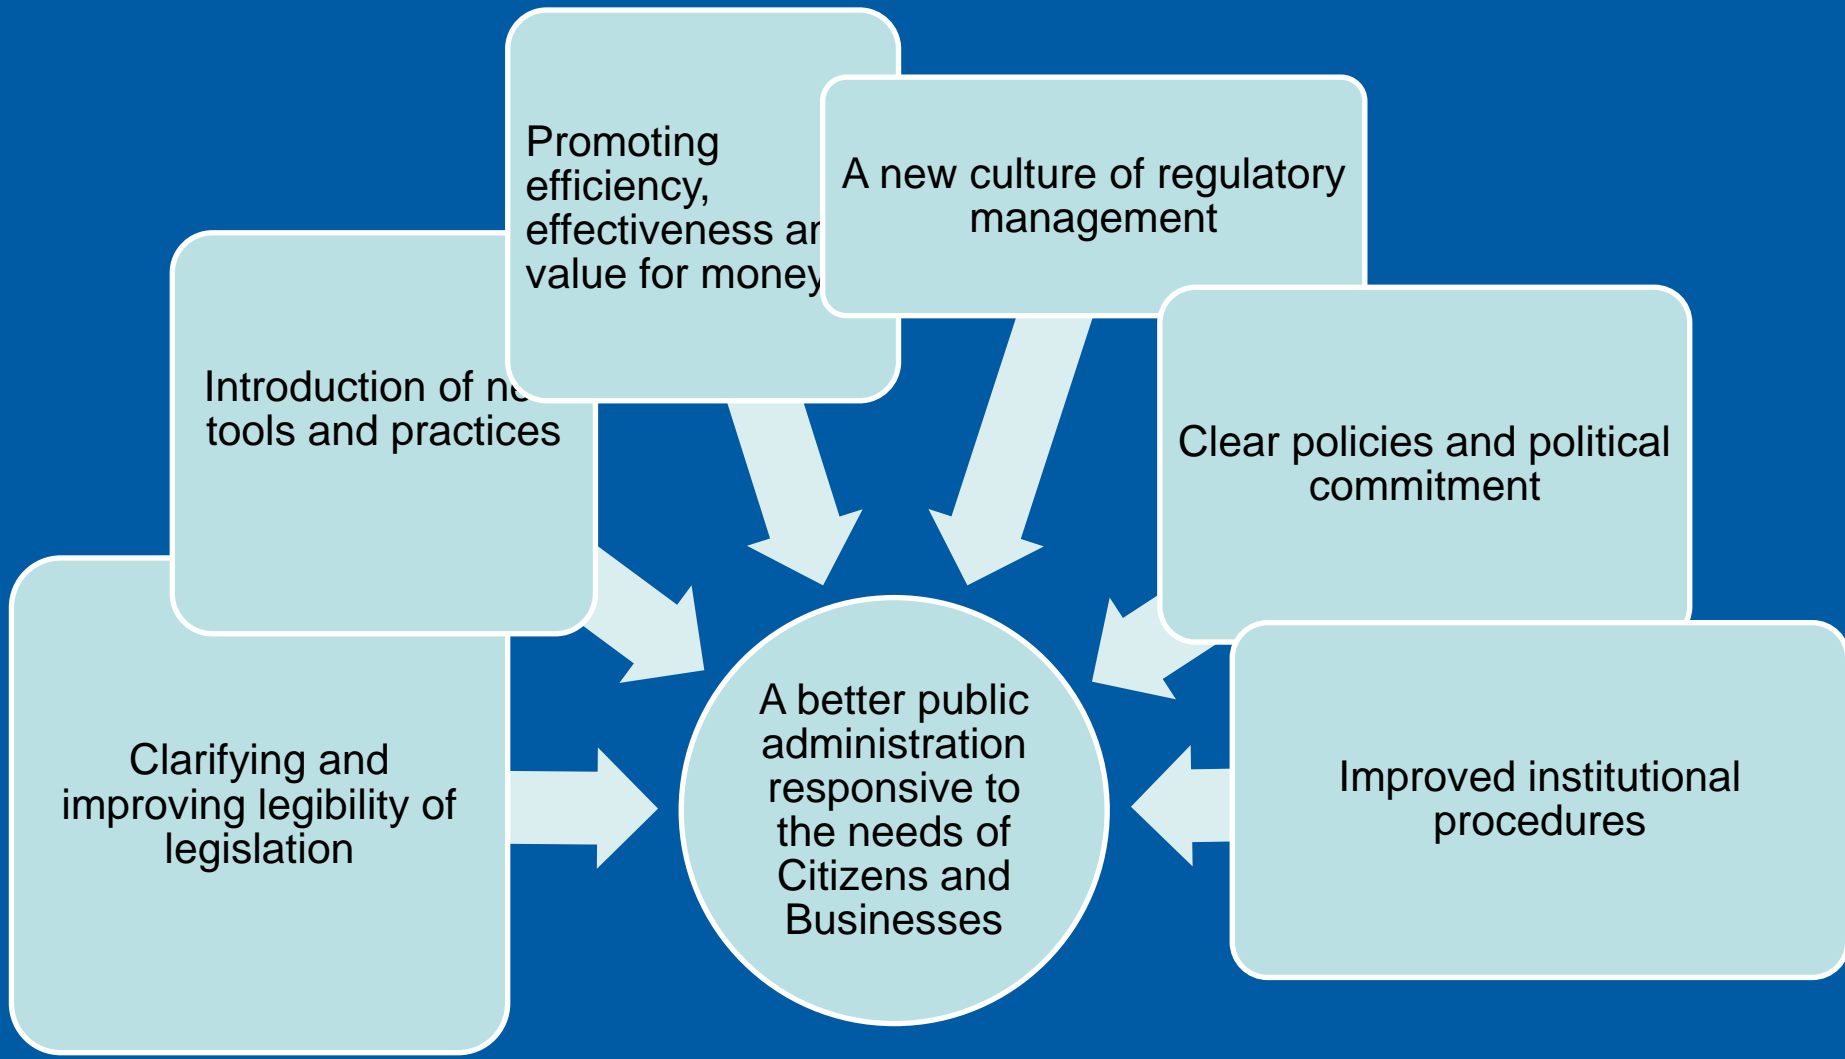 Promoting
efficiency,
effectiveness
value for money
A new culture of regulatory
management
Introduction of
tools and practices
Clear policies and political
commitment
Clarifying and
improving legibility of
legislation
A better public
administration
responsive to
the needs of
Citizens and
Businesses
Improved institutional
procedures